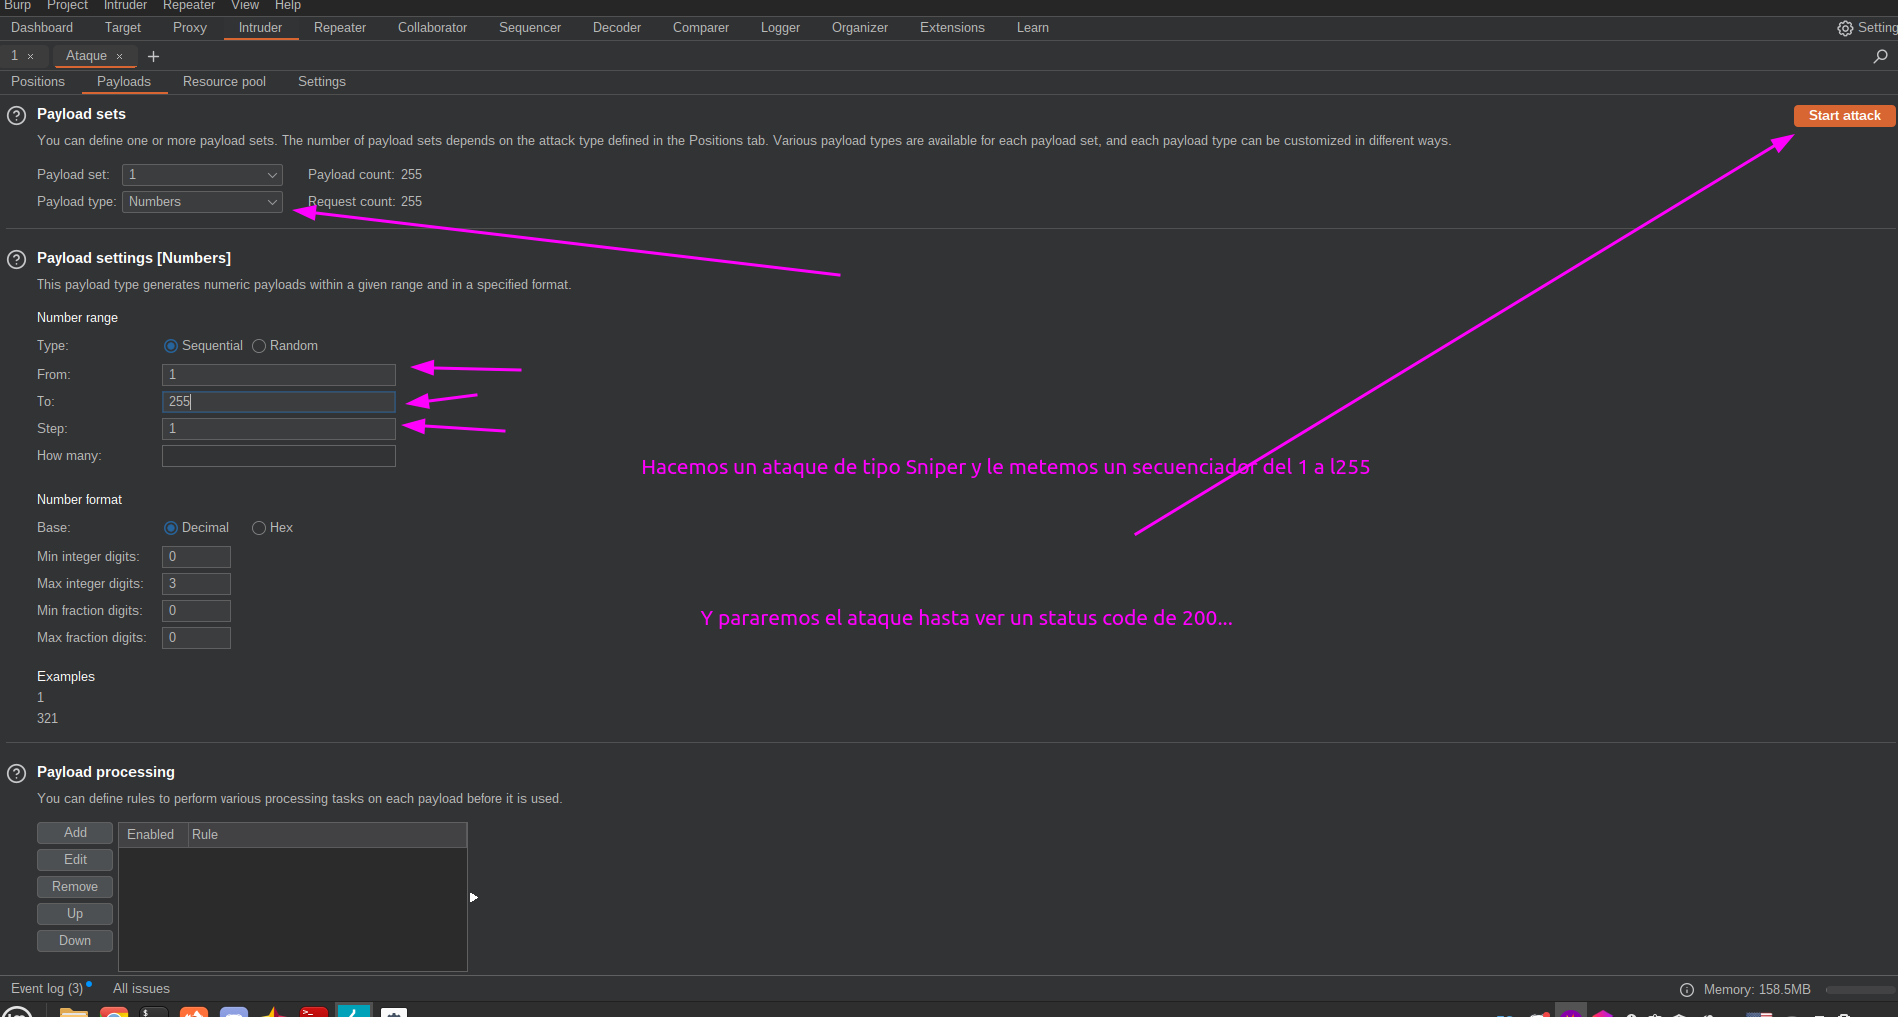 Burp Project Intruder Repeater View Help
Dashboard Target Proxy Intruder Repeater Collaborator Sequencer Decoder Comparer Logger Organizer Extensions Learn Setting
1 × Ataque × +
Positions Payloads Resource pool Settings
? Payload sets Start attack
You can define one or more payload sets. The number of payload sets depends on the attack type defined in the Positions tab. Various payload types are available for each payload set, and each payload type can be customized in different ways.
Payload set: 1 Payload count: 255
Payload type: Numbers Request count: 255
? Payload settings [Numbers]
This payload type generates numeric payloads within a given range and in a specified format.
Number range
Type: Sequential Random
From: 1
To: 255
Step: 1
How many:
Hacemos un ataque de tipo Sniper y le metemos un secuenciador del 1 a l255
Number format
Base: Decimal Hex
Min integer digits: 0
Max integer digits: 3
Min fraction digits: 0
Y pararemos el ataque hasta ver un status code de 200...
Max fraction digits: 0
Examples
1
321
? Payload processing
You can define rules to perform various processing tasks on each payload before it is used.
Add Enabled Rule
Edit
Remove
Up
Down
Event log (3) All issues Memory: 158.5MB